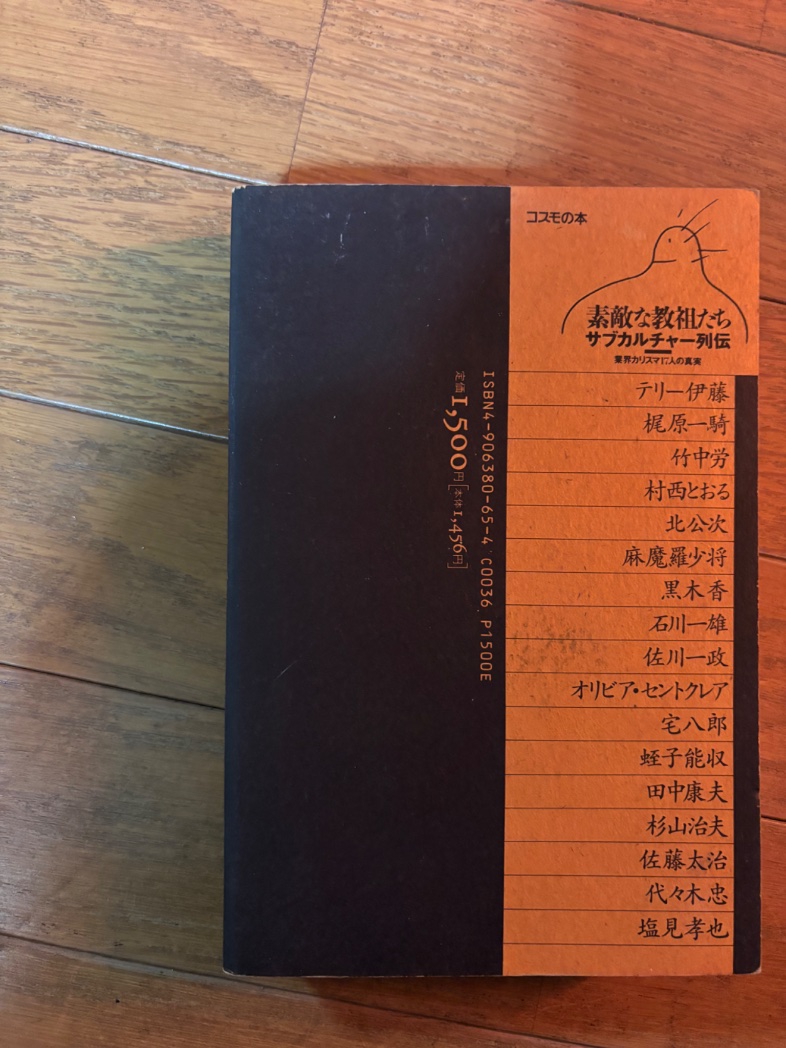 コスモの本
素敵な教祖たち
サブカルチャー列伝
業界カリスマ17人の真実
テリー伊藤
梶原一騎
竹中労
村西とおる
北公次
麻魔羅少将
黒木香
石川一雄
佐川一政
オリビア・セントクレア
宅八郎
蛭子能収
田中康夫
杉山治夫
佐藤太治
代々木忠
塩見孝也
ISBN4-906380-65-4 C0036 P1500E
定価1,500円[本体1,456円]